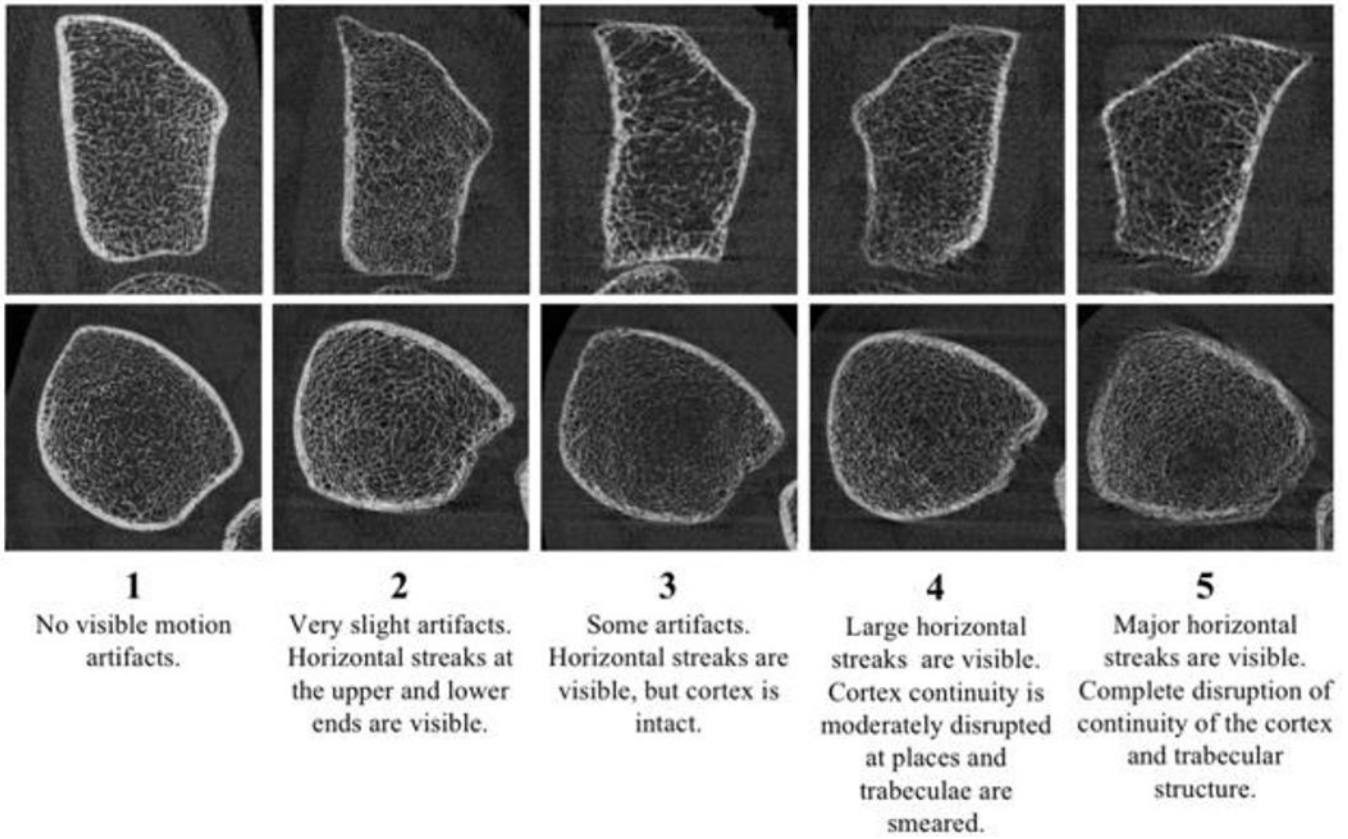 1
No visible motion
artifacts.
2
Very slight artifacts.
Horizontal streaks at
the upper and lower
ends are visible.
3
Some artifacts.
Horizontal streaks are
visible, but cortex is
intact.
4
Large horizontal
streaks are visible.
Cortex continuity is
moderately disrupted
at places and
trabeculae are
smeared.
5
Major horizontal
streaks are visible.
Complete disruption of
continuity of the cortex
and trabecular
structure.